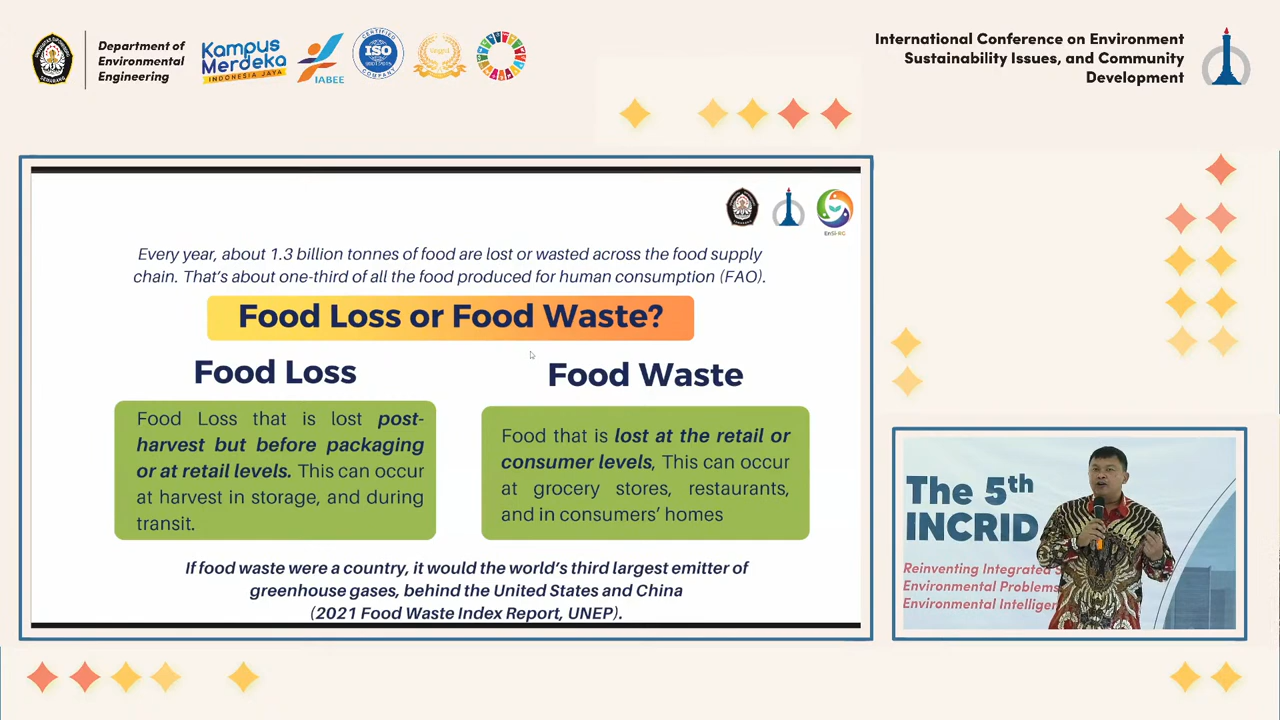 Department of
Environmental
Engineering
Kampus
Merdeka
INDONESIA JAYA
IABEE
CERTIFIED
ISO
9001:2015
COMPANY
International Conference on Environment
Sustainability Issues, and Community
Development
EnSI-RG
Every year, about 1.3 billion tonnes of food are lost or wasted across the food supply
chain. That's about one-third of all the food produced for human consumption (FAO).
Food Loss or Food Waste?
Food Loss
Food Waste
Food Loss that is lost post-
harvest but before packaging
or at retail levels. This can occur
at harvest in storage, and during
transit.
Food that is lost at the retail or
consumer levels, This can occur
at grocery stores, restaurants,
and in consumers' homes
If food waste were a country, it would the world's third largest emitter of
greenhouse gases, behind the United States and China
(2021 Food Waste Index Report, UNEP).
The 5th
INCRID
Reinventing Integrated
Environmental Problems
Environmental